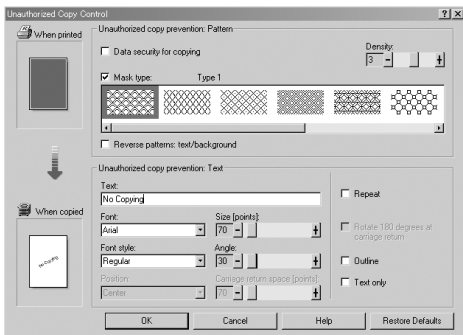 Unauthorized Copy Control
When printed
Unauthorized copy prevention: Pattern
Data security for copying
Density:
3
Mask type: Type 1
Reverse patterns: text/background
Unauthorized copy prevention: Text
Text:
No Copying
Font:
Arial
Size [points]:
70
Font style:
Regular
Angle:
30
Position:
Center
Carriage return space: [points]:
70
Repeat
Rotate 180 degrees at carriage return
Outline
Text only
When copied
No Copying
OK
Cancel
Help
Restore Defaults